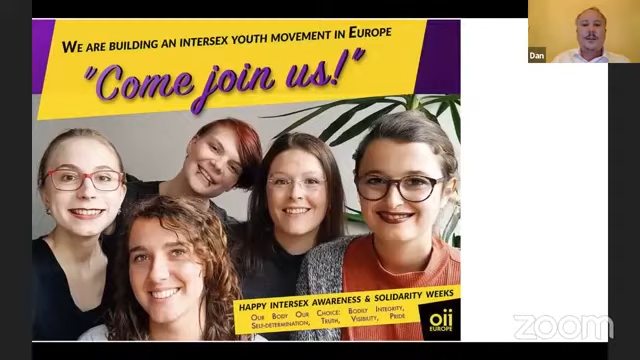 WE ARE BUILDING AN INTERSEX YOUTH MOVEMENT IN EUROPE
"Come join us!"
Dan
HAPPY INTERSEX AWARENESS & SOLIDARITY WEEKS
OUR BODY OUR CHOICE: BODILY INTEGRITY,
SELF-DETERMINATION, TRUTH, VISIBILITY, PRIDE
oii
EUROPE
zoom